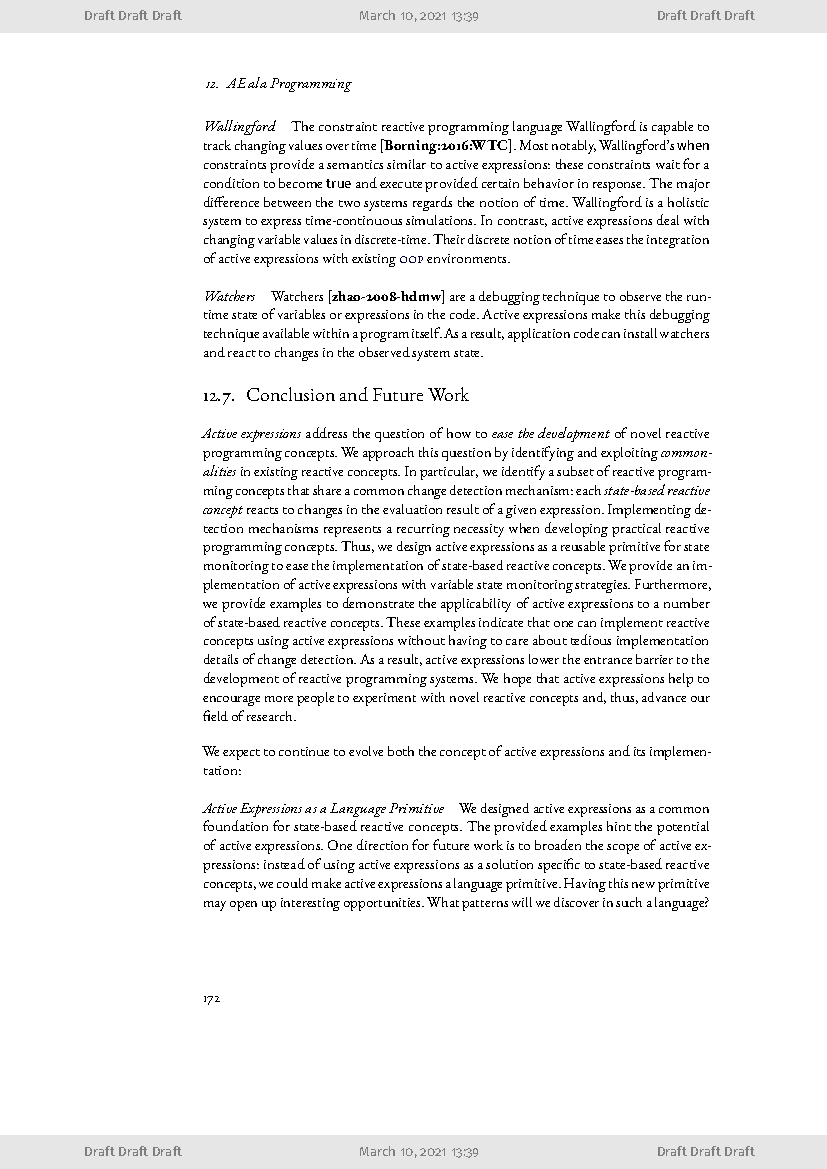 Draft Draft Draft March 10, 2021 13:39 Draft Draft Draft
12. AEala Programming
Wallingford The constraint reactive programming language Wallingford is capable to
track changing values over time [Borning:2016:WTC]. Most notably, Wallingford's when
constraints provide a semantics similar to active expressions: these constraints wait for a
condition to become true and execute provided certain behavior in response. The major
difference between the two systems regards the notion of time. Wallingford is a holistic
system to express time-continuous simulations. In contrast, active expressions deal with
changing variable values in discrete-time. Their discrete notion of time eases the integration
of active expressions with existing OOP environments.
Watchers Watchers [zhao-2008-hdmw] are a debugging technique to observe the run-
time state of variables or expressions in the code. Active expressions make this debugging
technique available within a program itself. As a result, application code can install watchers
and react to changes in the observed system state.
12.7. Conclusion and Future Work
Active expressions address the question of how to ease the development of novel reactive
programming concepts. We approach this question by identifying and exploiting common-
alities in existing reactive concepts. In particular, we identify a subset of reactive program-
ming concepts that share a common change detection mechanism: each state-based reactive
concept reacts to changes in the evaluation result of a given expression. Implementing de-
tection mechanisms represents a recurring necessity when developing practical reactive
programming concepts. Thus, we design active expressions as a reusable primitive for state
monitoring to ease the implementation of state-based reactive concepts. We provide an im-
plementation of active expressions with variable state monitoring strategies. Furthermore,
we provide examples to demonstrate the applicability of active expressions to a number
of state-based reactive concepts. These examples indicate that one can implement reactive
concepts using active expressions without having to care about tedious implementation
details of change detection. As a result, active expressions lower the entrance barrier to the
development of reactive programming systems. We hope that active expressions help to
encourage more people to experiment with novel reactive concepts and, thus, advance our
field of research.
We expect to continue to evolve both the concept of active expressions and its implemen-
tation:
Active Expressions as a Language Primitive We designed active expressions as a common
foundation for state-based reactive concepts. The provided examples hint the potential
of active expressions. One direction for future work is to broaden the scope of active ex-
pressions: instead of using active expressions as a solution specific to state-based reactive
concepts, we could make active expressions a language primitive. Having this new primitive
may open up interesting opportunities. What patterns will we discover in such a language?
172
Draft Draft Draft March 10, 2021 13:39 Draft Draft Draft